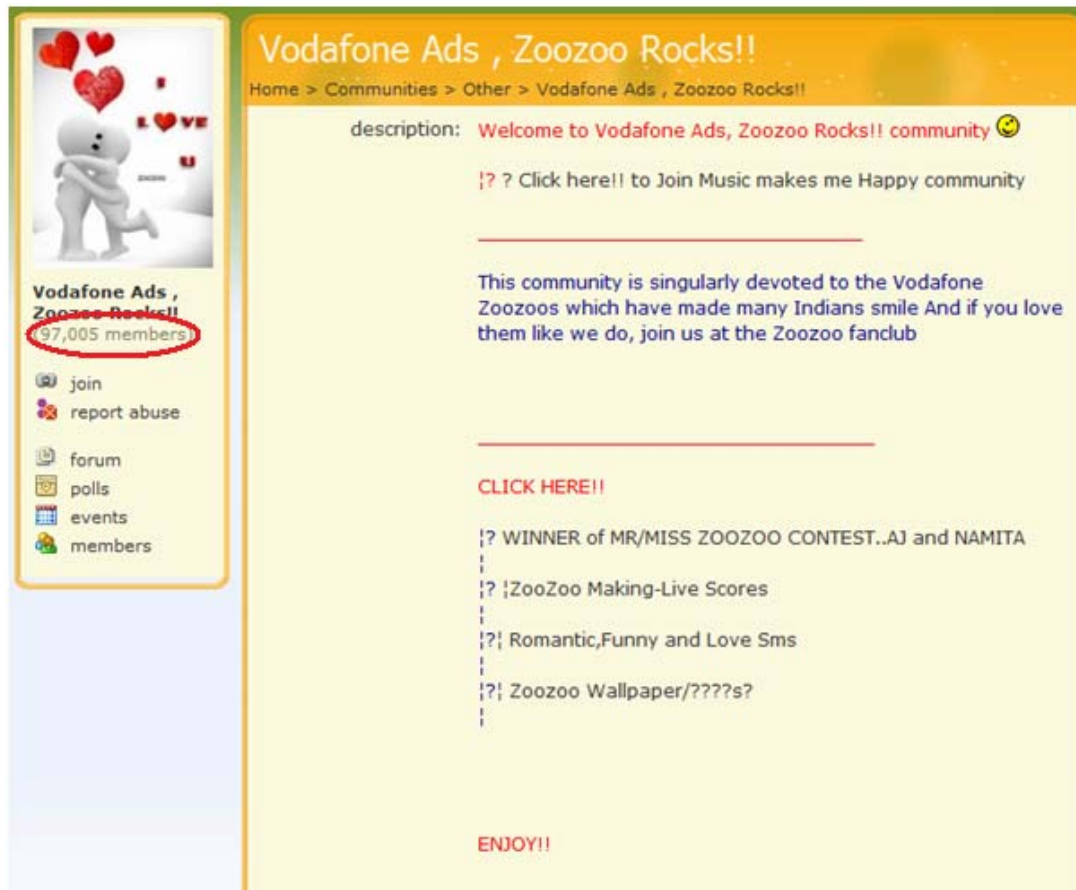 I
L VE
U
ZOOZOO
Vodafone Ads ,
Zoozoo Rocks!!
(97,005 members)
join
report abuse
forum
polls
events
members
Vodafone Ads , Zoozoo Rocks!!
Home > Communities > Other > Vodafone Ads , Zoozoo Rocks!!
description:
Welcome to Vodafone Ads, Zoozoo Rocks!! community
¦? ? Click here!! to Join Music makes me Happy community
This community is singularly devoted to the Vodafone
Zoozoos which have made many Indians smile And if you love
them like we do, join us at the Zoozoo fanclub
CLICK HERE!!
¦? WINNER of MR/MISS ZOOZOO CONTEST..AJ and NAMITA
¦
¦? ¦ZooZoo Making-Live Scores
¦
¦?¦ Romantic,Funny and Love Sms
¦
¦?¦ Zoozoo Wallpaper/????s?
¦
ENJOY!!